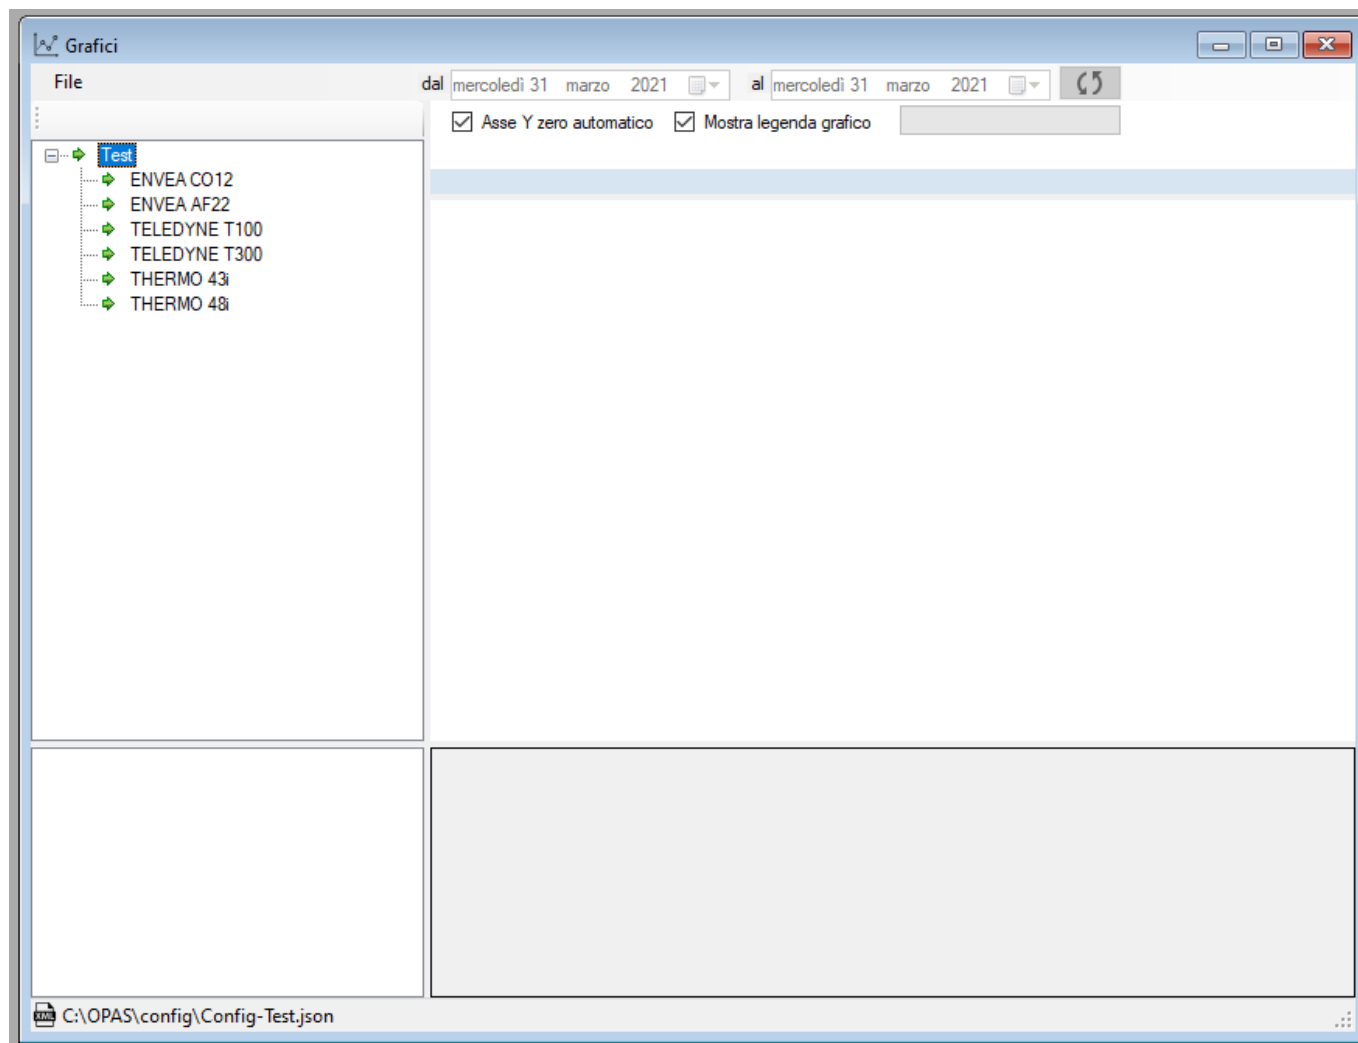 Grafici
File
dal mercoledì 31 marzo 2021 al mercoledì 31 marzo 2021
Asse Y zero automatico Mostra legenda grafico
Test
ENVEA CO12
ENVEA AF22
TELEDYNE T100
TELEDYNE T300
THERMO 43i
THERMO 48i
XML C:\OPAS\config\Config-Test.json